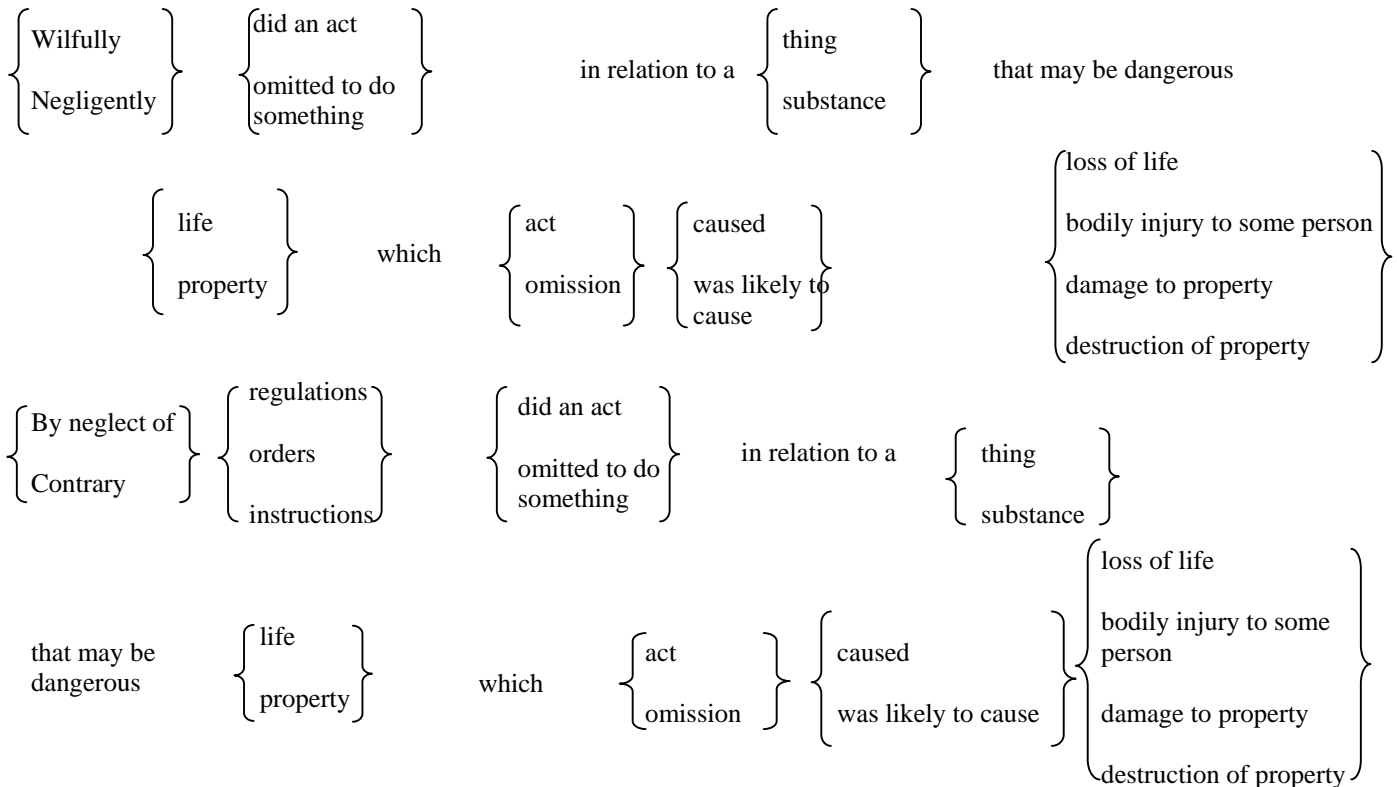 Wilfully
Negligently
did an act
omitted to do
something
in relation to a
thing
substance
that may be dangerous
life
property
which
act
omission
caused
was likely to
cause
loss of life
bodily injury to some person
damage to property
destruction of property
By neglect of
Contrary
regulations
orders
instructions
did an act
omitted to do
something
in relation to a
thing
substance
that may be
dangerous
life
property
which
act
omission
caused
was likely to cause
loss of life
bodily injury to some
person
damage to property
destruction of property